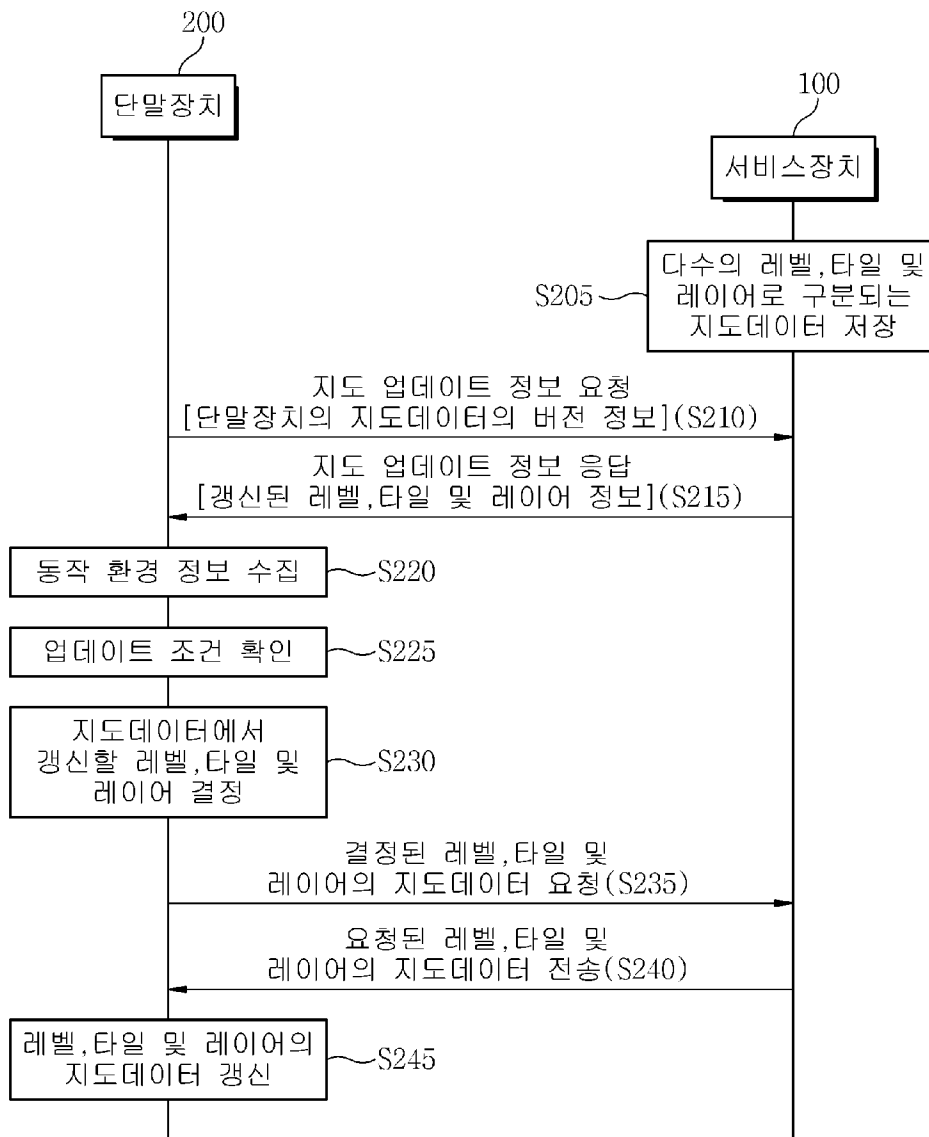 200
단말장치
100
서비스장치
다수의 레벨,타일 및
레이어로 구분되는
지도데이터 저장
S205
지도 업데이트 정보 요청
[단말장치의 지도데이터의 버전 정보](S210)
지도 업데이트 정보 응답
[갱신된 레벨,타일 및 레이어 정보](S215)
동작 환경 정보 수집
S220
업데이트 조건 확인
S225
지도데이터에서
갱신할 레벨,타일 및
레이어 결정
S230
결정된 레벨,타일 및
레이어의 지도데이터 요청(S235)
요청된 레벨,타일 및
레이어의 지도데이터 전송(S240)
레벨,타일 및 레이어의
지도데이터 갱신
S245